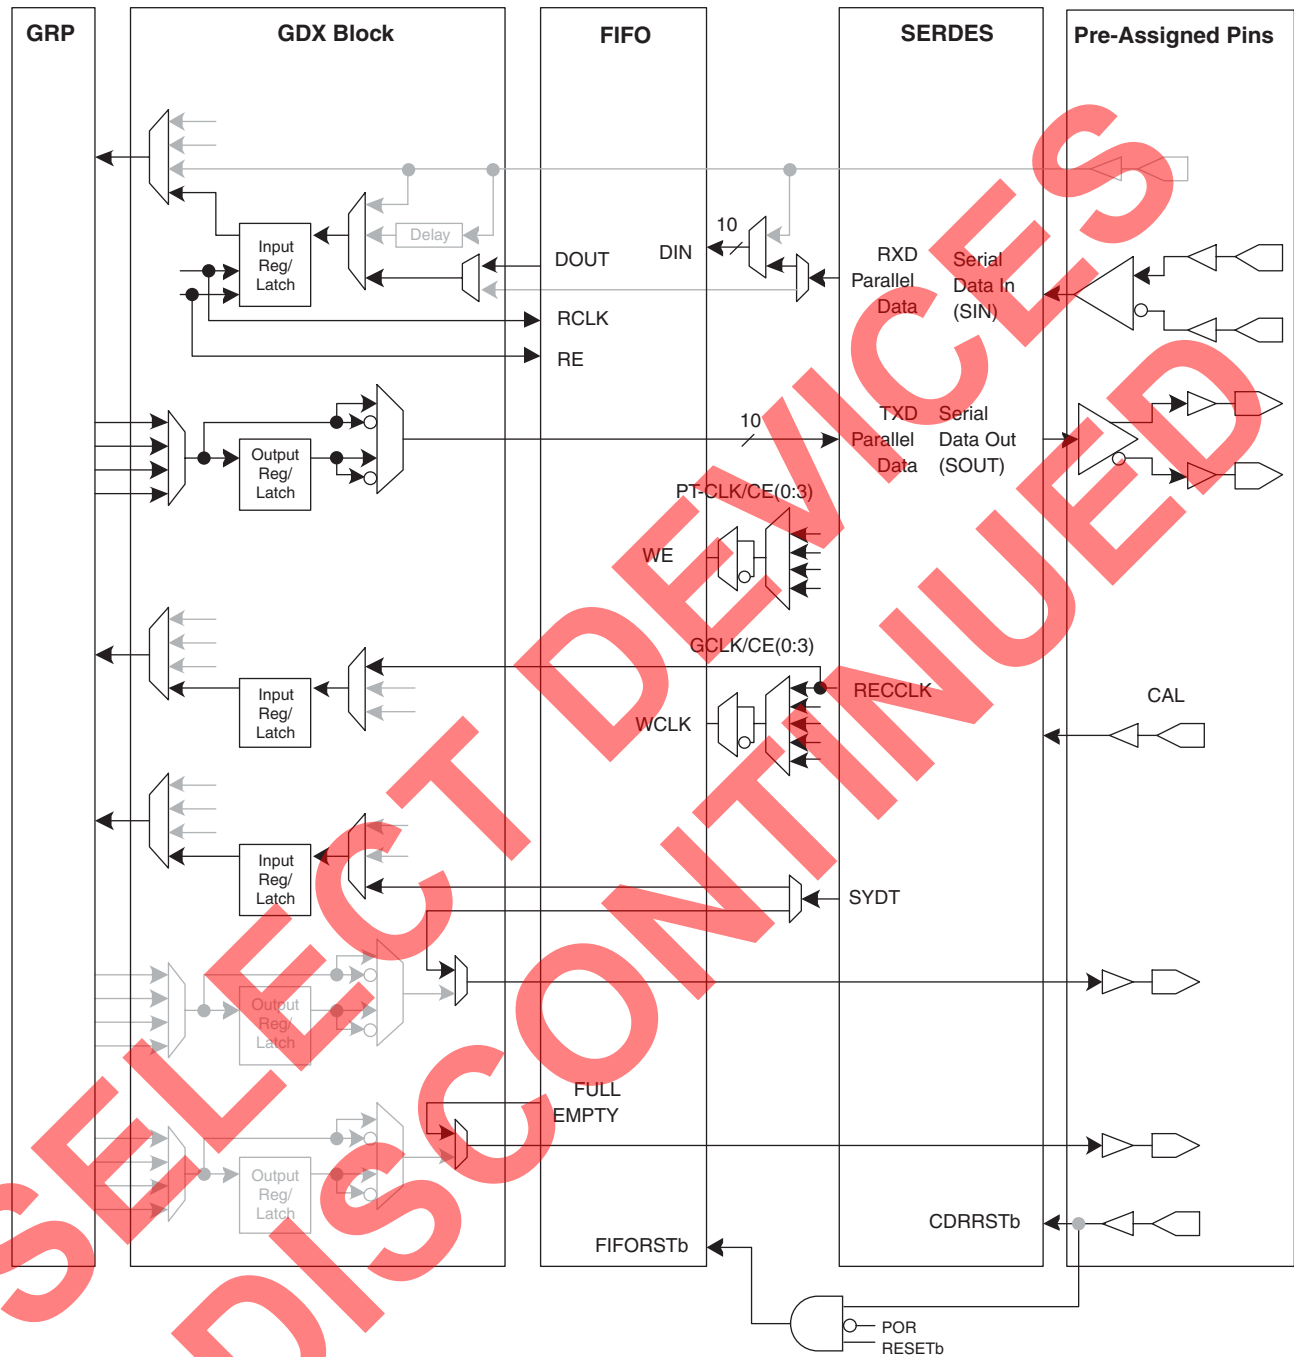 GRP
GDX Block
FIFO
SERDES
Pre-Assigned Pins
Delay
Input
Reg/
Latch
10
DOUT
DIN
RXD
Parallel
Data
Serial
Data In
(SIN)
RCLK
RE
10
TXD
Parallel
Data
Serial
Data Out
(SOUT)
Output
Reg/
Latch
PT-CLK/CE(0:3)
WE
GCLK/CE(0:3)
RECCLK
WCLK
CAL
Input
Reg/
Latch
Input
Reg/
Latch
SYDT
Output
Reg/
Latch
FULL
EMPTY
Output
Reg/
Latch
CDRRSTb
FIFORSTb
POR
RESETb
SELECT DEVICES
DISCONTINUED